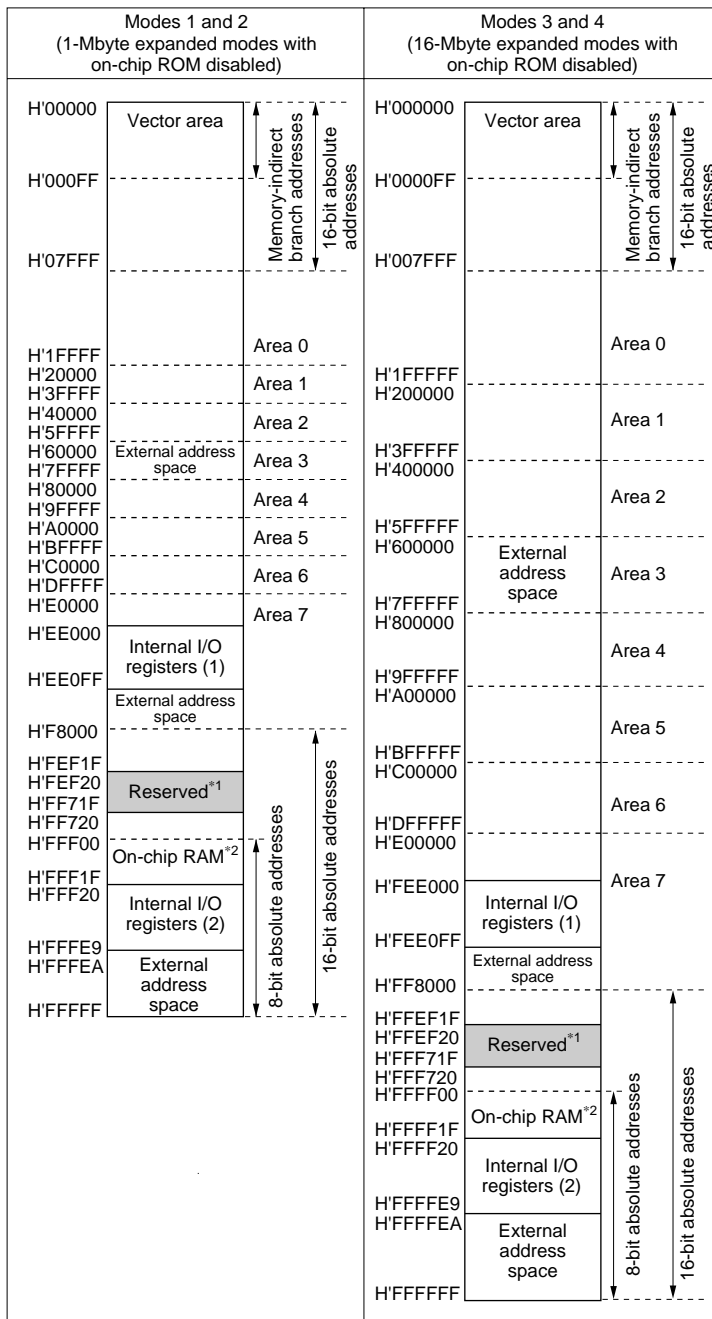 Modes 1 and 2
(1-Mbyte expanded modes with
on-chip ROM disabled)
H'00000
Vector area
H'000FF
H'07FFF
Memory-indirect
branch addresses
16-bit absolute
addresses
H'1FFFF
Area 0
H'20000
H'3FFFF
Area 1
H'40000
H'5FFFF
Area 2
H'60000
H'7FFFF
External address
space
Area 3
H'80000
H'9FFFF
Area 4
H'A0000
H'BFFFF
Area 5
H'C0000
H'DFFFF
Area 6
H'E0000
Area 7
H'EE000
Internal I/O
registers (1)
H'EE0FF
External address
space
H'F8000
H'FEF1F
H'FEF20
Reserved*1
H'FF71F
H'FF720
H'FFF00
On-chip RAM*2
H'FFF1F
H'FFF20
Internal I/O
registers (2)
H'FFFE9
H'FFFEA
External
address
space
H'FFFFF
8-bit absolute addresses
16-bit absolute addresses
Modes 3 and 4
(16-Mbyte expanded modes with
on-chip ROM disabled)
H'000000
Vector area
H'0000FF
H'007FFF
Memory-indirect
branch addresses
16-bit absolute
addresses
Area 0
H'1FFFFF
H'200000
Area 1
H'3FFFFF
H'400000
Area 2
H'5FFFFF
H'600000
External
address
space
Area 3
H'7FFFFF
H'800000
Area 4
H'9FFFFF
H'A00000
Area 5
H'BFFFFF
H'C00000
Area 6
H'DFFFFF
H'E00000
Area 7
H'FEE000
Internal I/O
registers (1)
H'FEE0FF
External address
space
H'FF8000
H'FFEF1F
H'FFEF20
Reserved*1
H'FFF71F
H'FFF720
H'FFFF00
On-chip RAM*2
H'FFFF1F
H'FFFF20
Internal I/O
registers (2)
H'FFFFE9
H'FFFFEA
External
address
space
H'FFFFFF
8-bit absolute addresses
16-bit absolute addresses